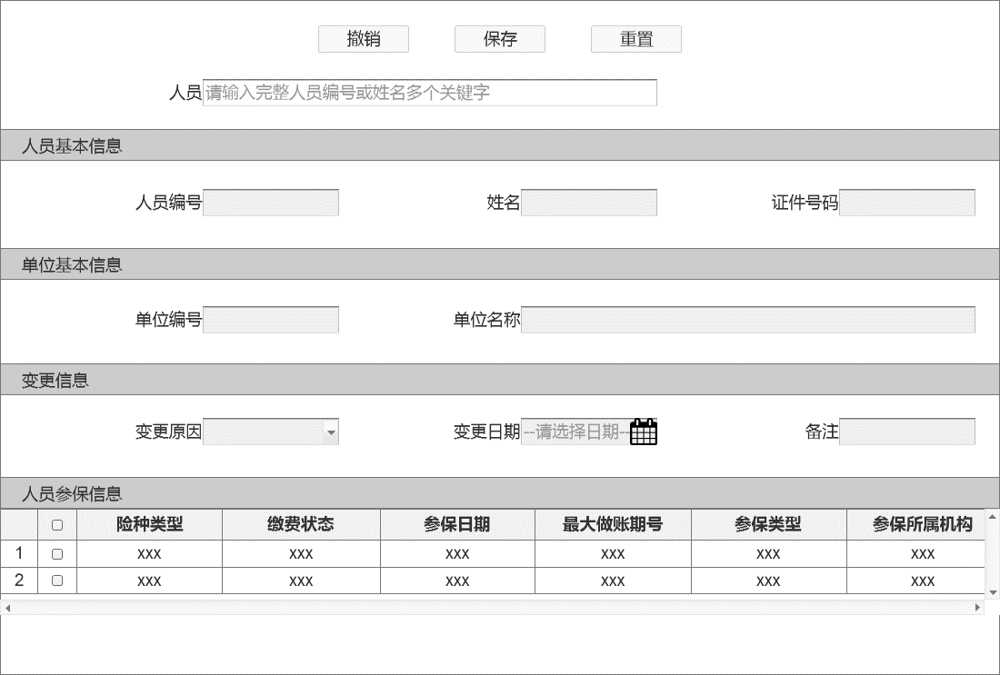 撤销 保存 重置
人员 请输入完整人员编号或姓名多个关键字
人员基本信息
人员编号 姓名 证件号码
单位基本信息
单位编号 单位名称
变更信息
变更原因 变更日期 --请选择日期-- 备注
人员参保信息
险种类型 缴费状态 参保日期 最大做账期号 参保类型 参保所属机构
1 xxx xxx xxx xxx xxx xxx
2 xxx xxx xxx xxx xxx xxx